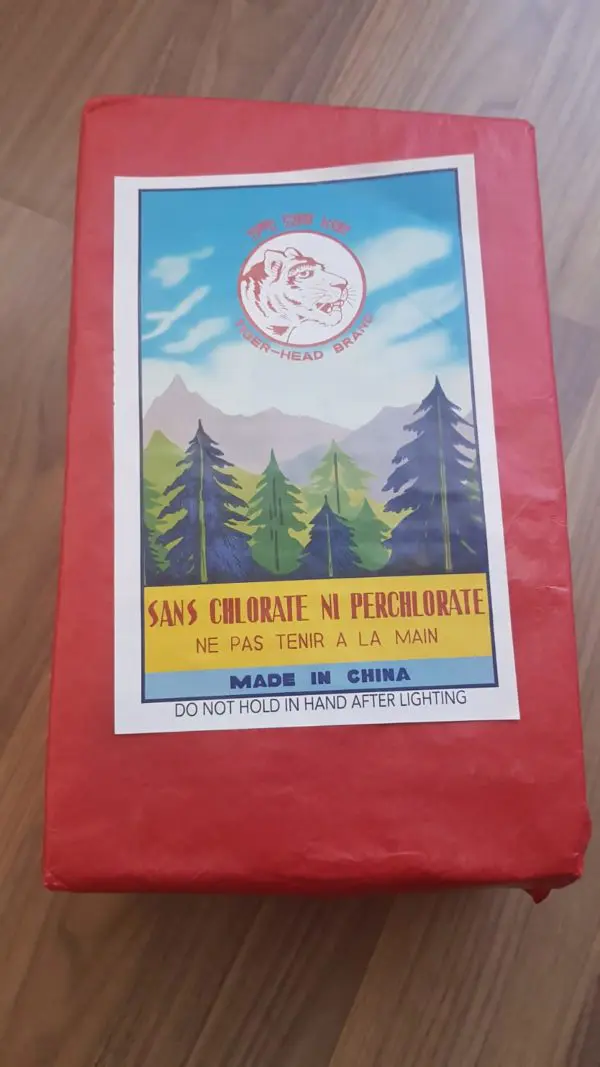 TIGER-HEAD BRAND
SANS CHLORATE NI PERCHLORATE
NE PAS TENIR A LA MAIN
MADE IN CHINA
DO NOT HOLD IN HAND AFTER LIGHTING